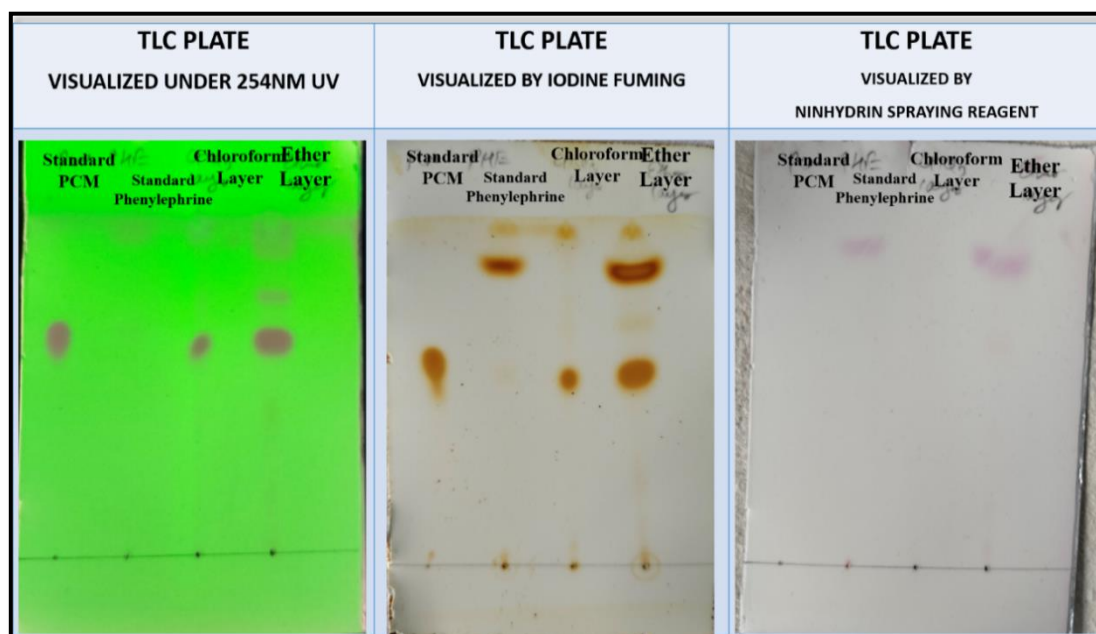 TLC PLATE
VISUALIZED UNDER 254NM UV
TLC PLATE
VISUALIZED BY IODINE FUMING
TLC PLATE
VISUALIZED BY
NINHYDRIN SPRAYING REAGENT
Standard
PCM
Standard
Phenylephrine
Chloroform
Layer
Ether
Layer
Standard
PCM
PHE
Standard
Phenylephrine
Chloroform
Layer
Ether
Layer
Standard
PCM
Standard
Phenylephrine
Chloroform
Layer
Ether
Layer